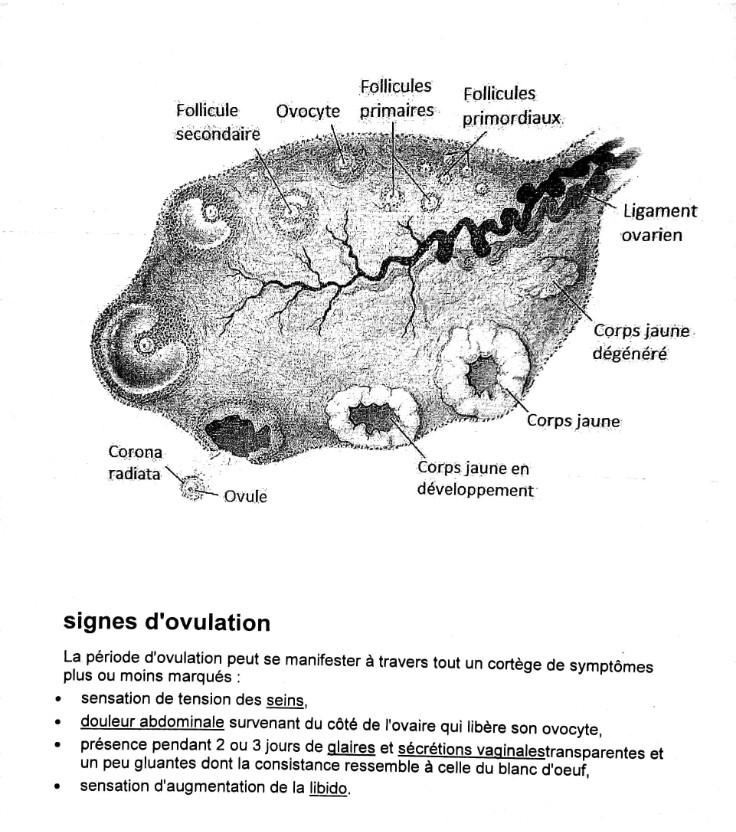 Follicule
secondaire
Ovocyte
Follicules
primaires
Follicules
primordiaux
Ligament
ovarien
Corps jaune
dégénéré
Corps jaune
Corps jaune en
développement
Corona
radiata
Ovule
signes d'ovulation
La période d'ovulation peut se manifester à travers tout un cortège de symptômes
plus ou moins marqués :
• sensation de tension des seins,
• douleur abdominale survenant du côté de l'ovaire qui libère son ovocyte,
• présence pendant 2 ou 3 jours de glaires et sécrétions vaginalestransparentes et
un peu gluantes dont la consistance ressemble à celle du blanc d'oeuf,
• sensation d'augmentation de la libido.